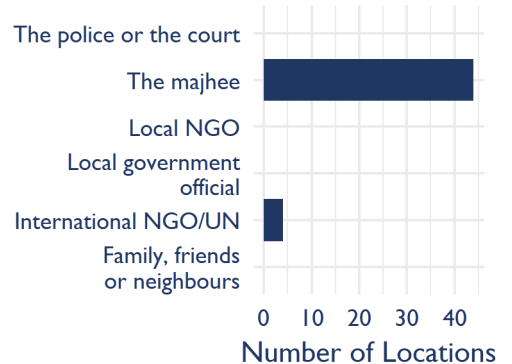 The police or the court
The majhee
Local NGO
Local government
official
International NGO/UN
Family, friends
or neighbours
0 10 20 30 40
Number of Locations